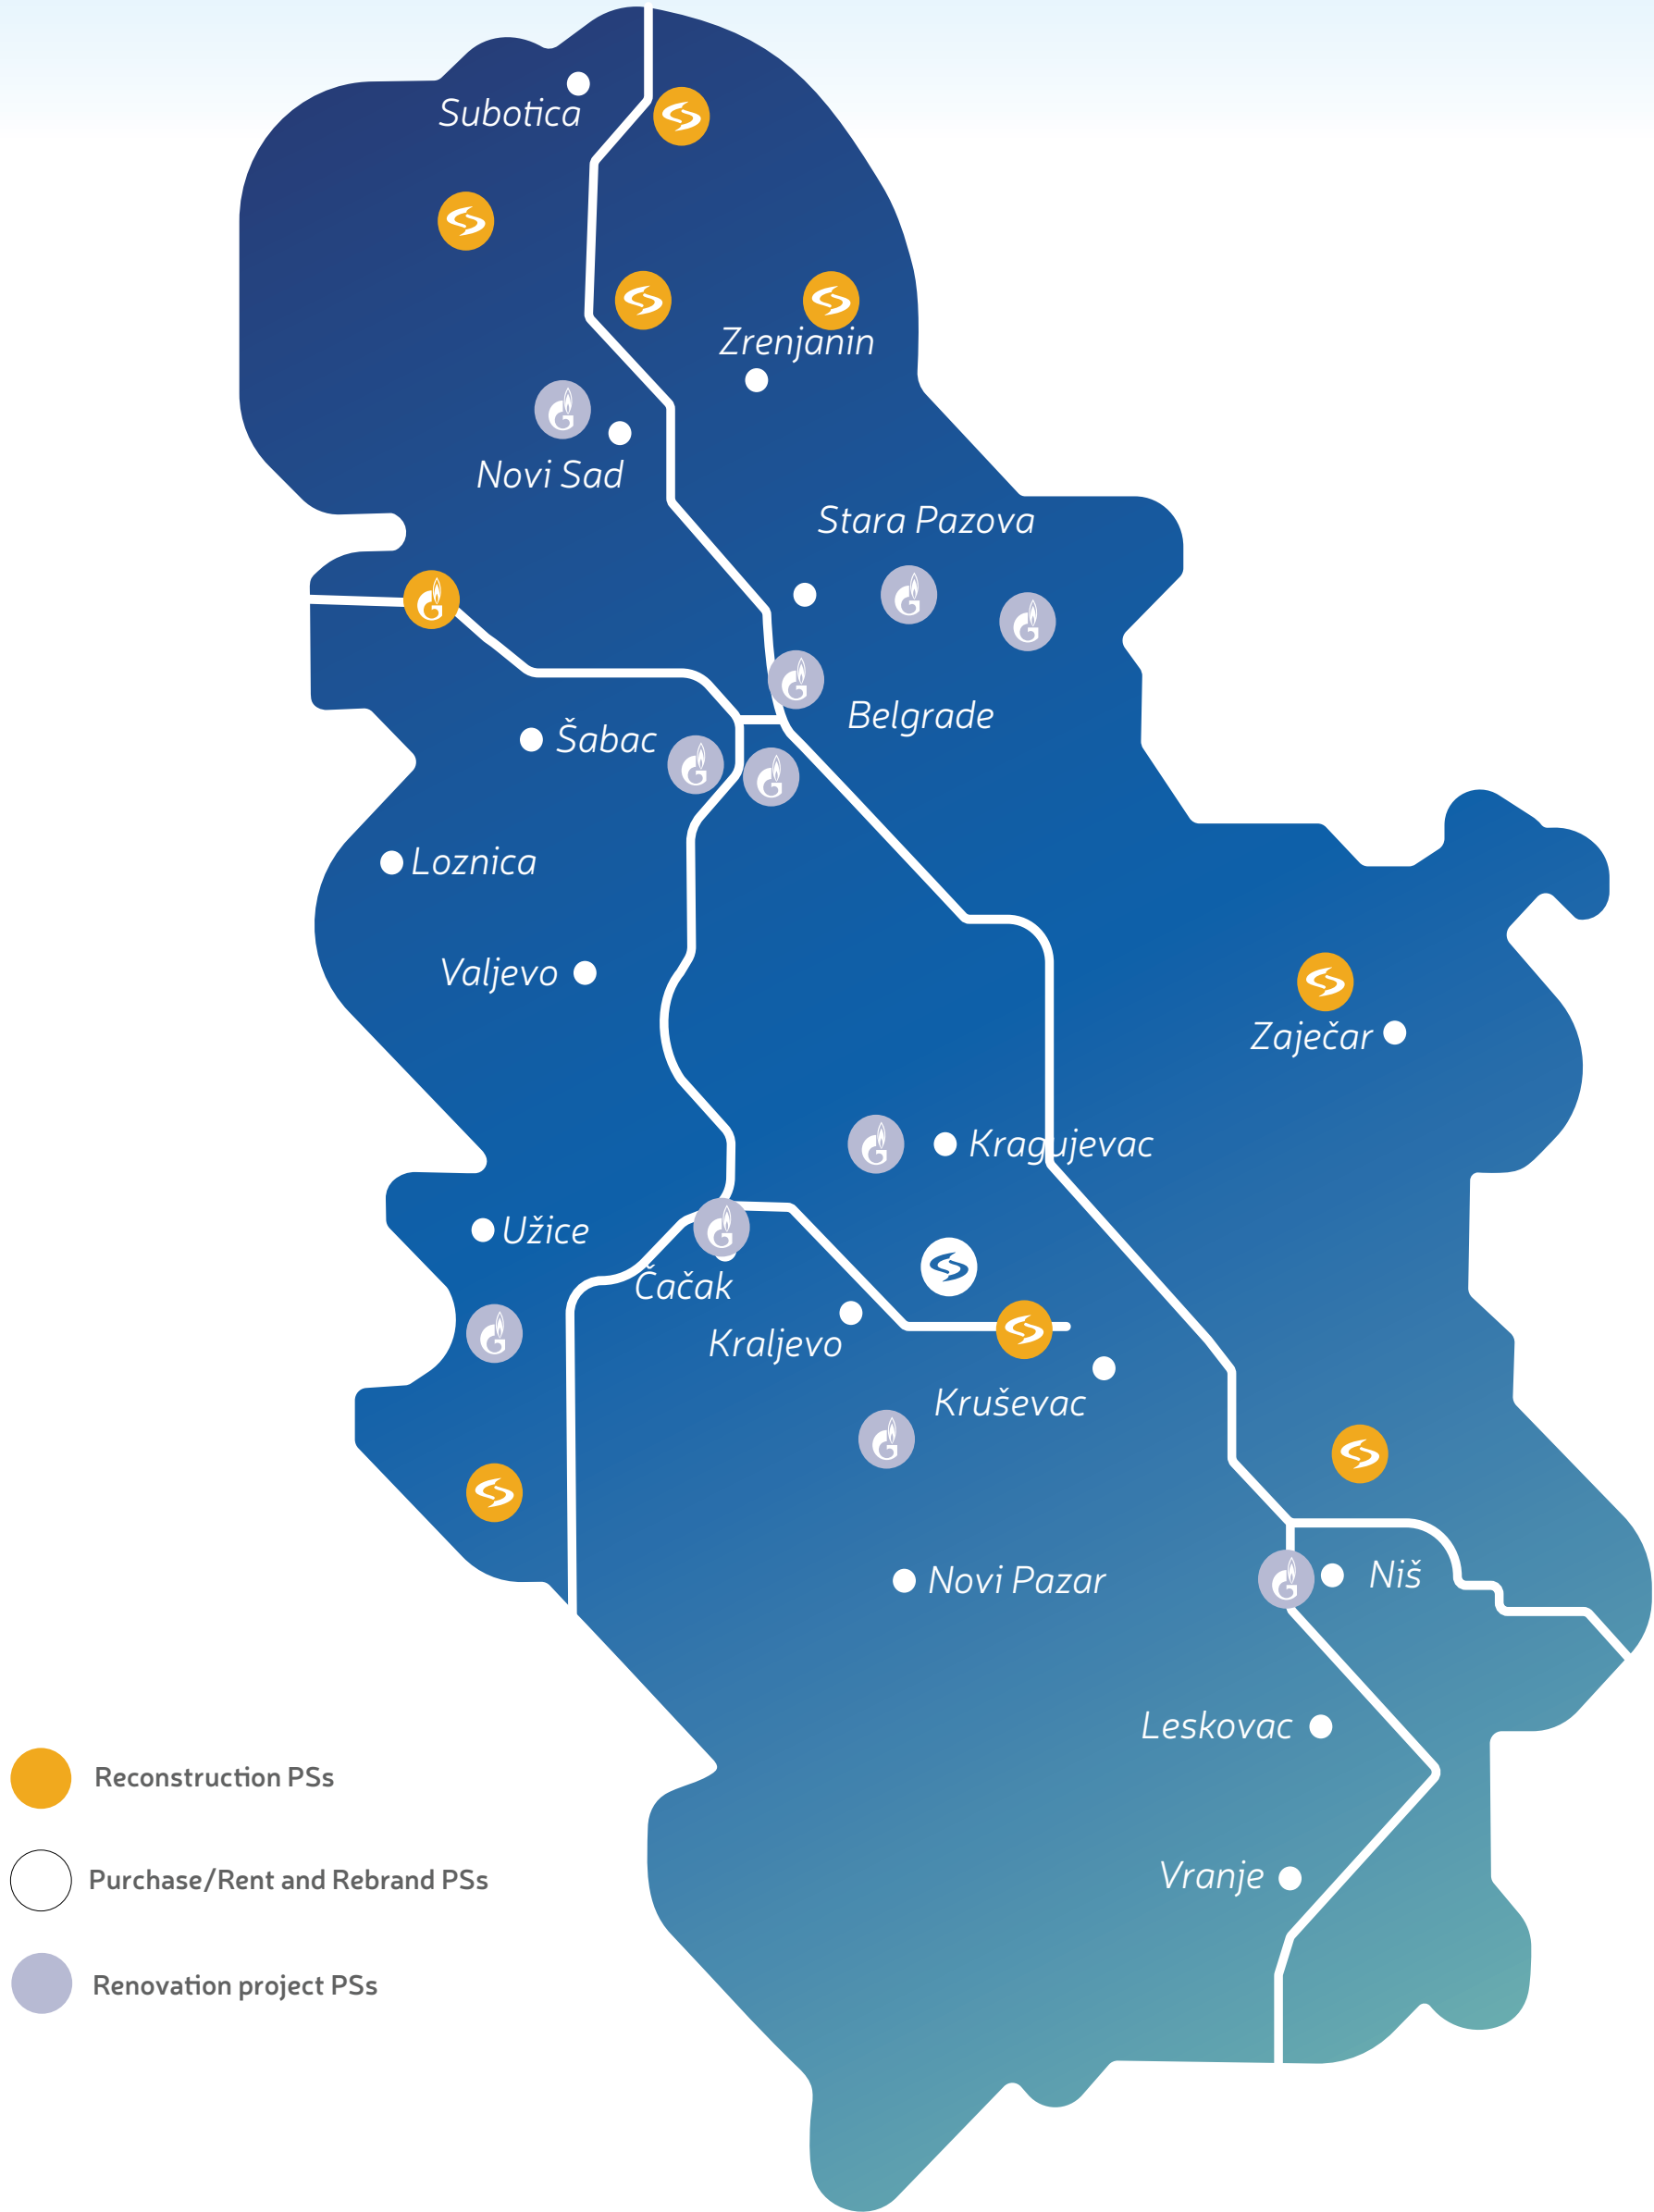 Subotica
Zrenjanin
Novi Sad
Stara Pazova
Belgrade
Šabac
Loznica
Valjevo
Zaječar
Kragujevac
Užice
Čačak
Kraljevo
Kruševac
Novi Pazar
Niš
Leskovac
Reconstruction PSs
Vranje
Purchase/Rent and Rebrand PSs
Renovation project PSs